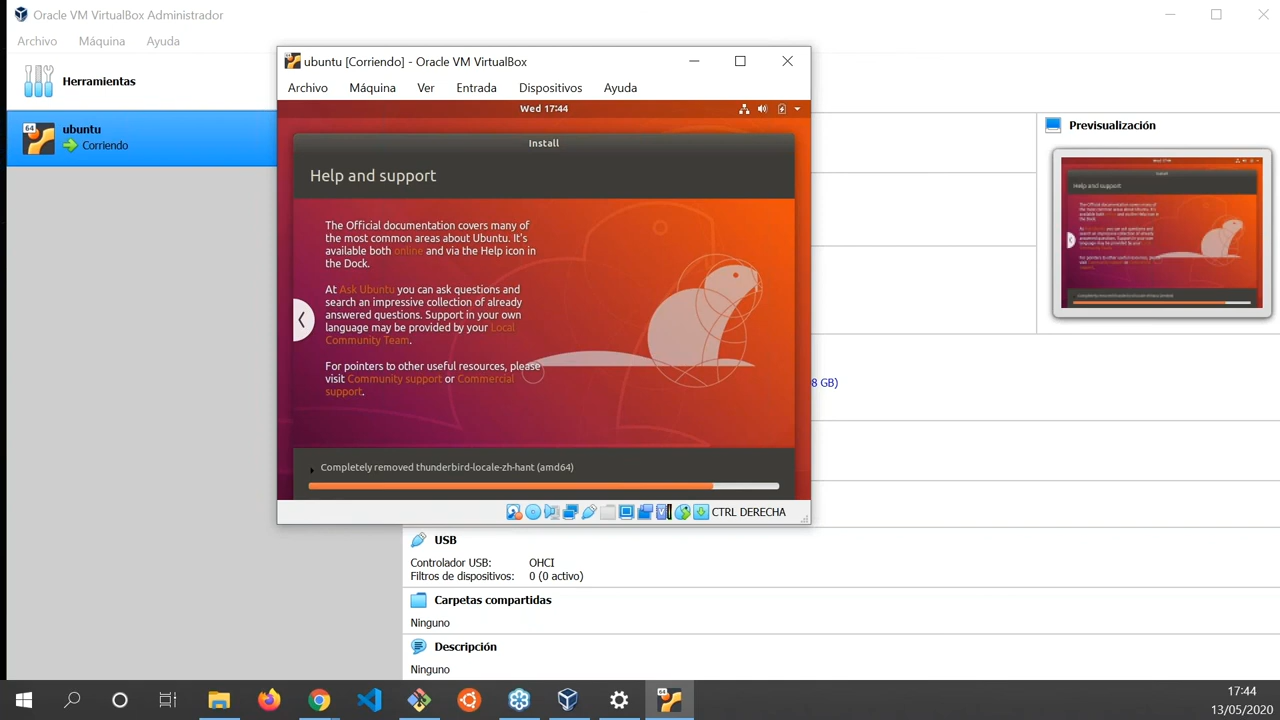 Oracle VM VirtualBox Administrador
Archivo Máquina Ayuda
Herramientas
64
ubuntu
Corriendo
ubuntu [Corriendo] - Oracle VM VirtualBox
Archivo Máquina Ver Entrada Dispositivos Ayuda
Wed 17:44
Install
Help and support
The Official documentation covers many of
the most common areas about Ubuntu. It's
available both online and via the Help icon in
the Dock.
At Ask Ubuntu you can ask questions and
search an impressive collection of already
answered questions. Support in your own
language may be provided by your Local
Community Team.
For pointers to other useful resources, please
visit Community support or Commercial
support.
Completely removed thunderbird-locale-zh-hant (amd64)
CTRL DERECHA
Previsualización
8 GB)
USB
Controlador USB: OHCI
Filtros de dispositivos: 0 (0 activo)
Carpetas compartidas
Ninguno
Descripción
Ninguno
17:44
13/05/2020